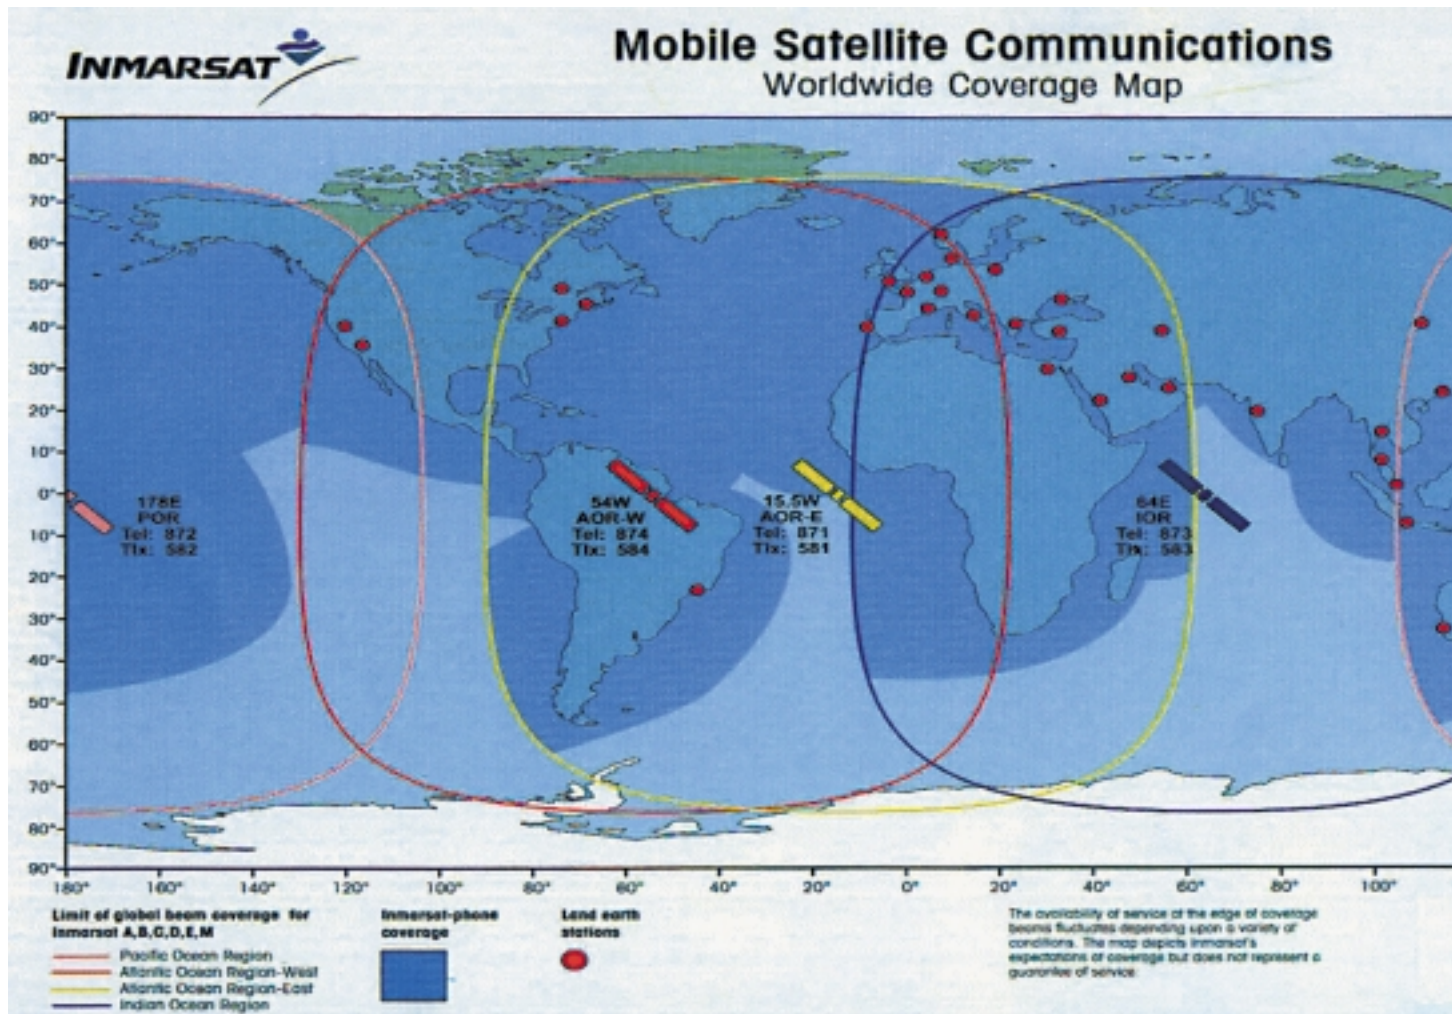 INMARSAT
Mobile Satellite Communications
Worldwide Coverage Map
90°
80°
70°
60°
50°
40°
30°
20°
10°
0°
10°
20°
30°
40°
50°
60°
70°
80°
90°
178E
POR
Tel: 872
Tlx: 582
54W
AOR-W
Tel: 874
Tlx: 584
15.5W
AOR-E
Tel: 871
Tlx: 581
64E
IOR
Tel: 873
Tlx: 583
180° 160° 140° 120° 100° 80° 60° 40° 20° 0° 20° 40° 60° 80° 100°
Limit of global beam coverage for
Inmarsat A,B,C,D,E,M
Pacific Ocean Region
Atlantic Ocean Region-West
Atlantic Ocean Region-East
Indian Ocean Region
Inmarsat-phone
coverage
Land earth
stations
The availability of service at the edge of coverage
beams fluctuates depending upon a variety of
conditions. The map depicts Inmarsat's
expectations of coverage but does not represent a
guarantee of service.